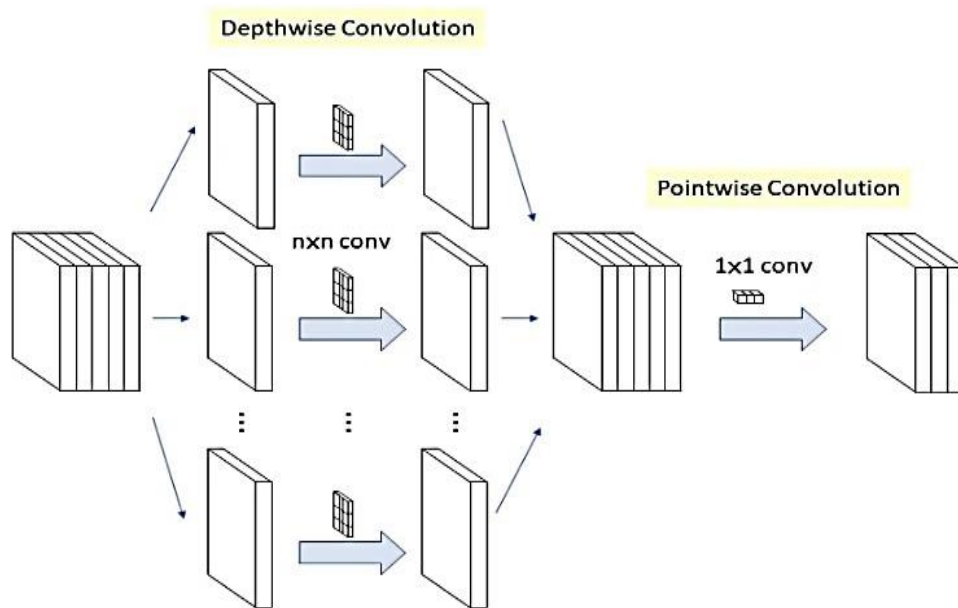 Depthwise Convolution
Pointwise Convolution
nxn conv
1x1 conv